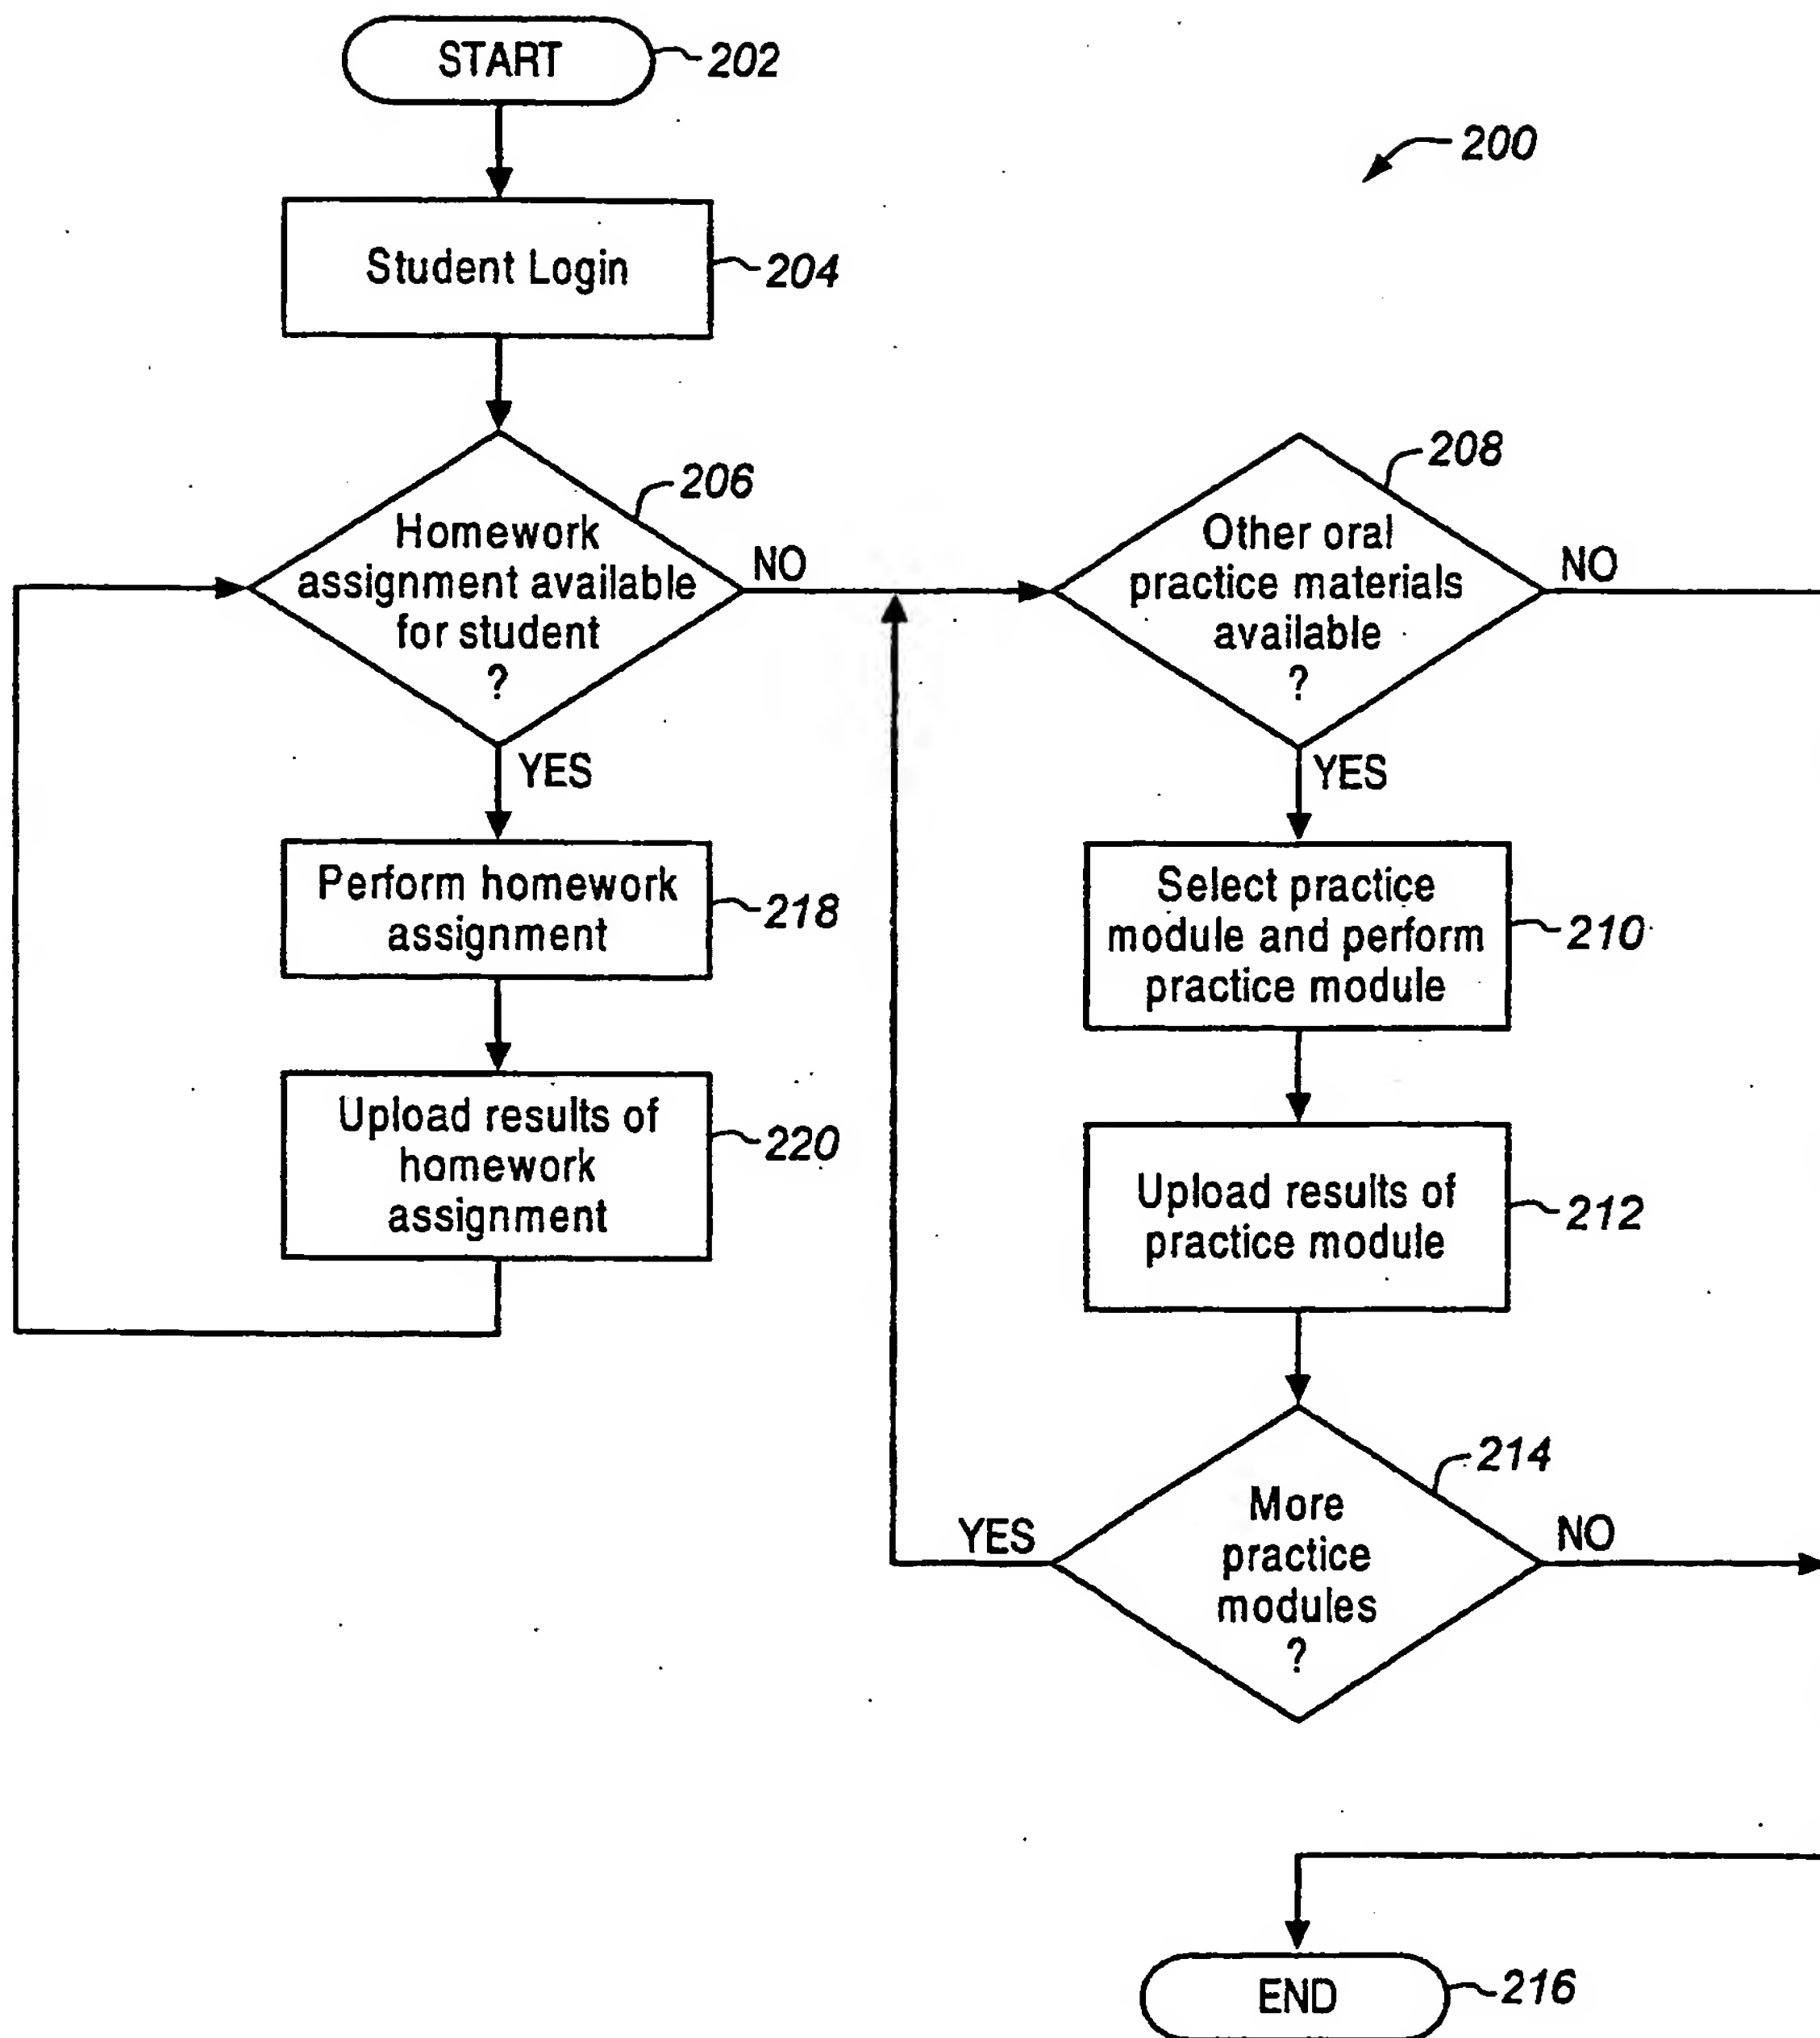 START
202
200
Student Login
204
206
Homework
assignment available
for student
?
NO
YES
208
Other oral
practice materials
available
?
NO
YES
Perform homework
assignment
218
Upload results of
homework
assignment
220
Select practice
module and perform
practice module
210
Upload results of
practice module
212
214
More
practice
modules
?
YES
NO
END
216